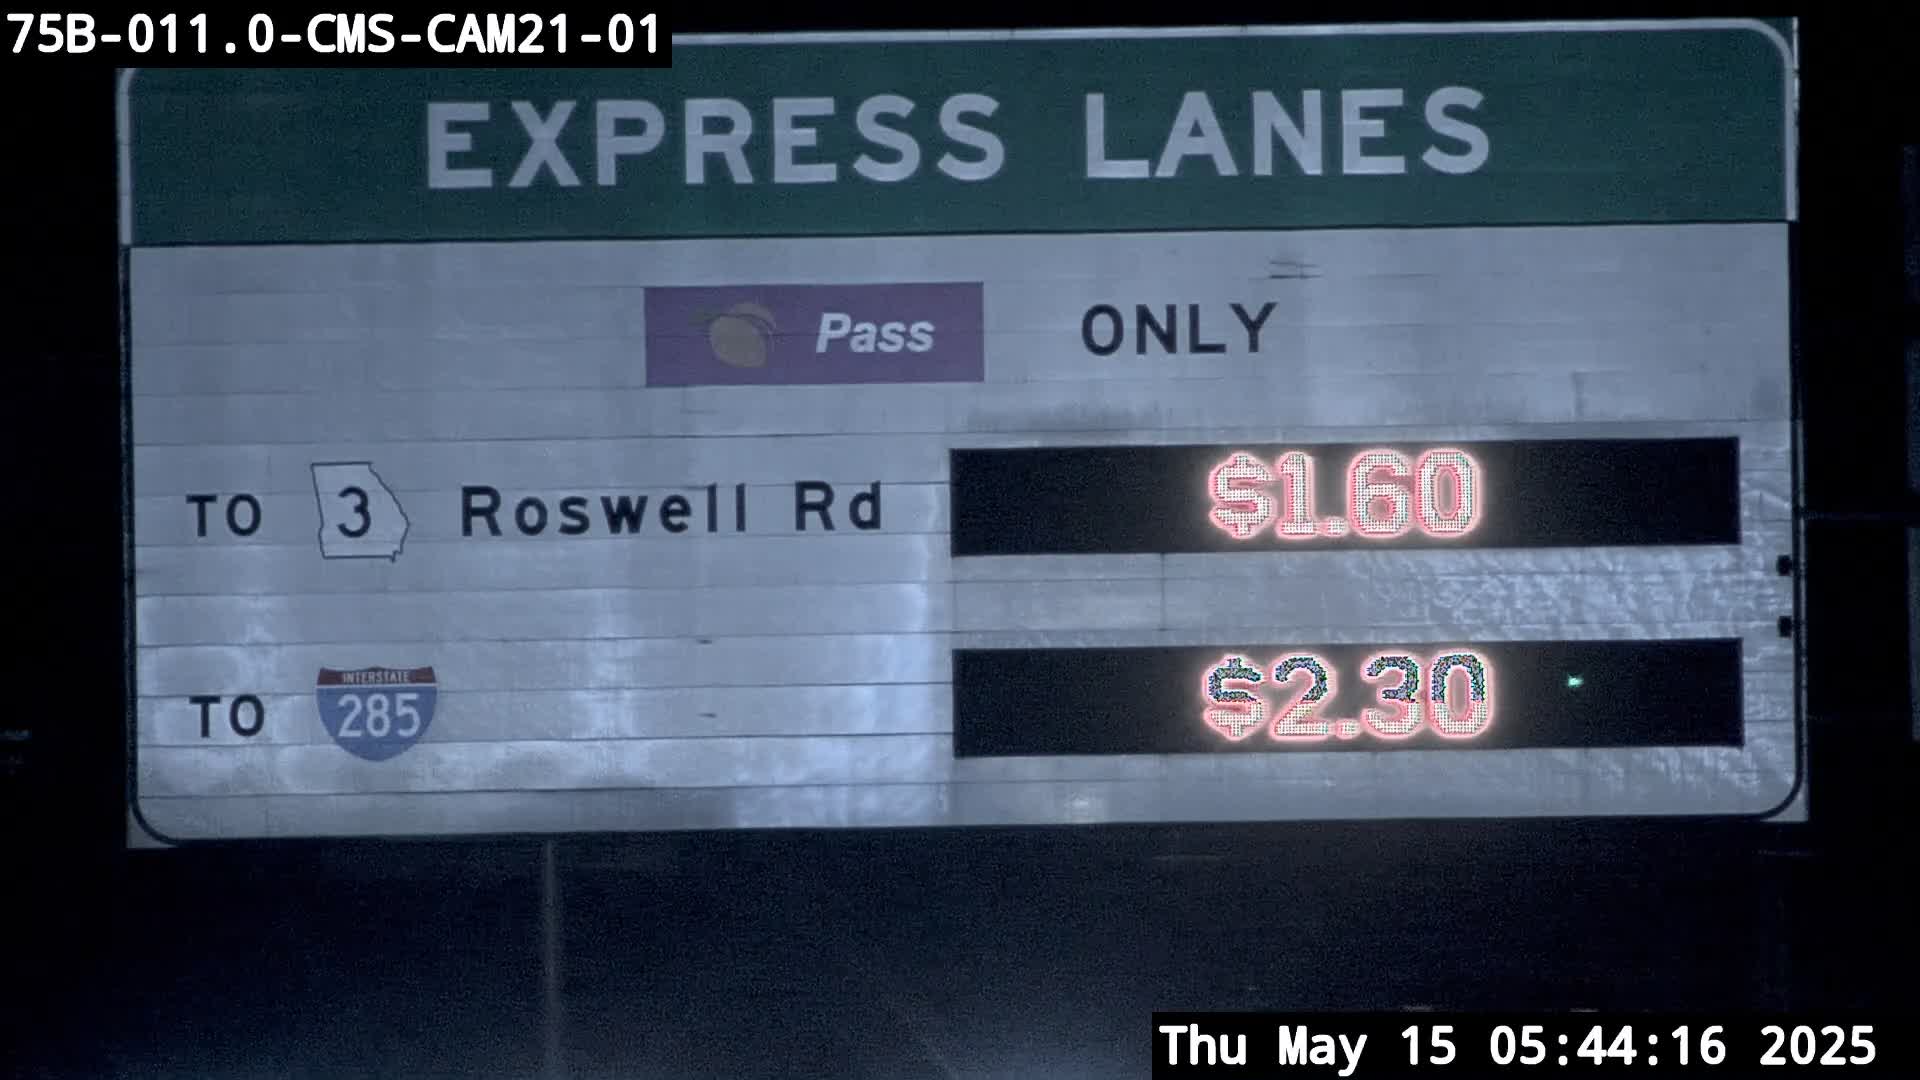 75B-011.0-CMS-CAM21-01
EXPRESS LANES
Pass ONLY
TO 3 Roswell Rd $1.60
INTERSTATE
TO 285 $2.30
Thu May 15 05:44:16 2025